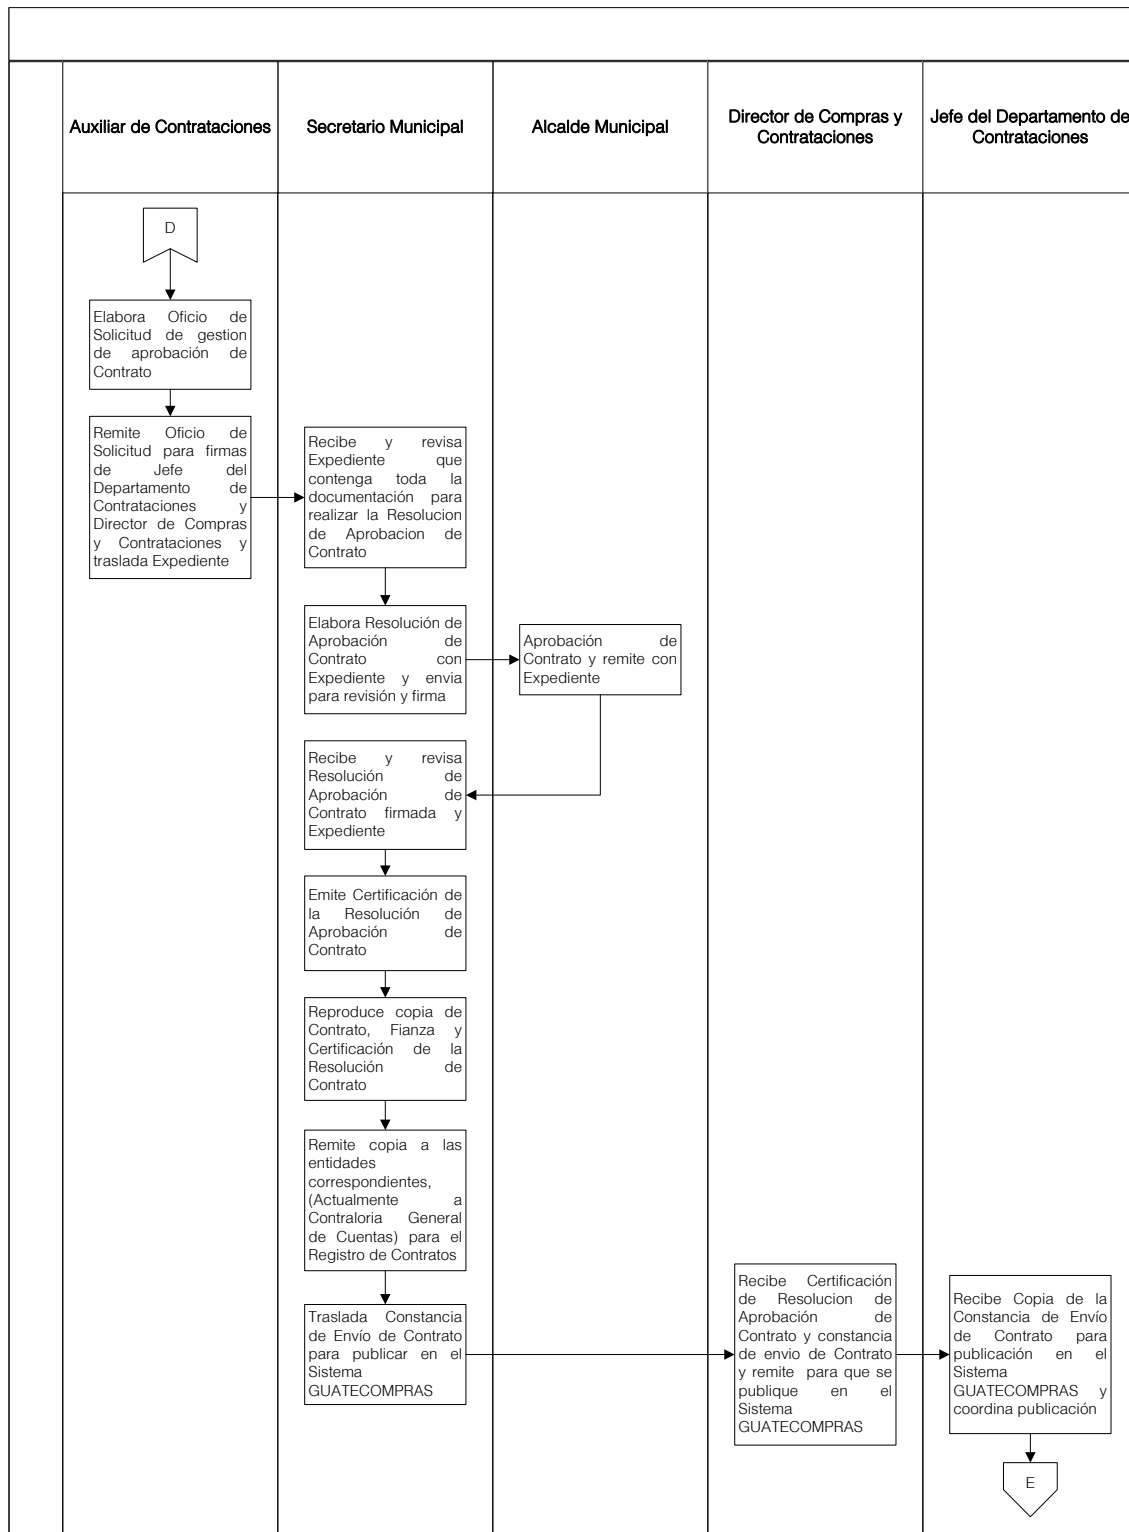 Auxiliar de Contrataciones
Secretario Municipal
Alcalde Municipal
Director de Compras y
Contrataciones
Jefe del Departamento de
Contrataciones
D
Elabora Oficio de
Solicitud de gestion
de aprobación de
Contrato
Remite Oficio de
Solicitud para firmas
de Jefe del
Departamento de
Contrataciones y
Director de Compras
y Contrataciones y
traslada Expediente
Recibe y revisa
Expediente que
contenga toda la
documentación para
realizar la Resolucion
de Aprobacion de
Contrato
Elabora Resolución de
Aprobación de
Contrato con
Expediente y envia
para revisión y firma
Aprobación de
Contrato y remite con
Expediente
Recibe y revisa
Resolución de
Aprobación de
Contrato firmada y
Expediente
Emite Certificación de
la Resolución de
Aprobación de
Contrato
Reproduce copia de
Contrato, Fianza y
Certificación de la
Resolución de
Contrato
Remite copia a las
entidades
correspondientes,
(Actualmente a
Contraloria General
de Cuentas) para el
Registro de Contratos
Traslada Constancia
de Envío de Contrato
para publicar en el
Sistema
GUATECOMPRAS
Recibe Certificación
de Resolucion de
Aprobación de
Contrato y constancia
de envio de Contrato
y remite para que se
publique en el
Sistema
GUATECOMPRAS
Recibe Copia de la
Constancia de Envío
de Contrato para
publicación en el
Sistema
GUATECOMPRAS y
coordina publicación
E